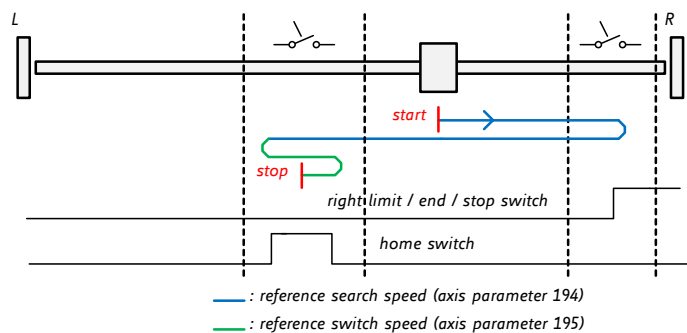 L
R
start
stop
right limit / end / stop switch
home switch
: reference search speed (axis parameter 194)
: reference switch speed (axis parameter 195)